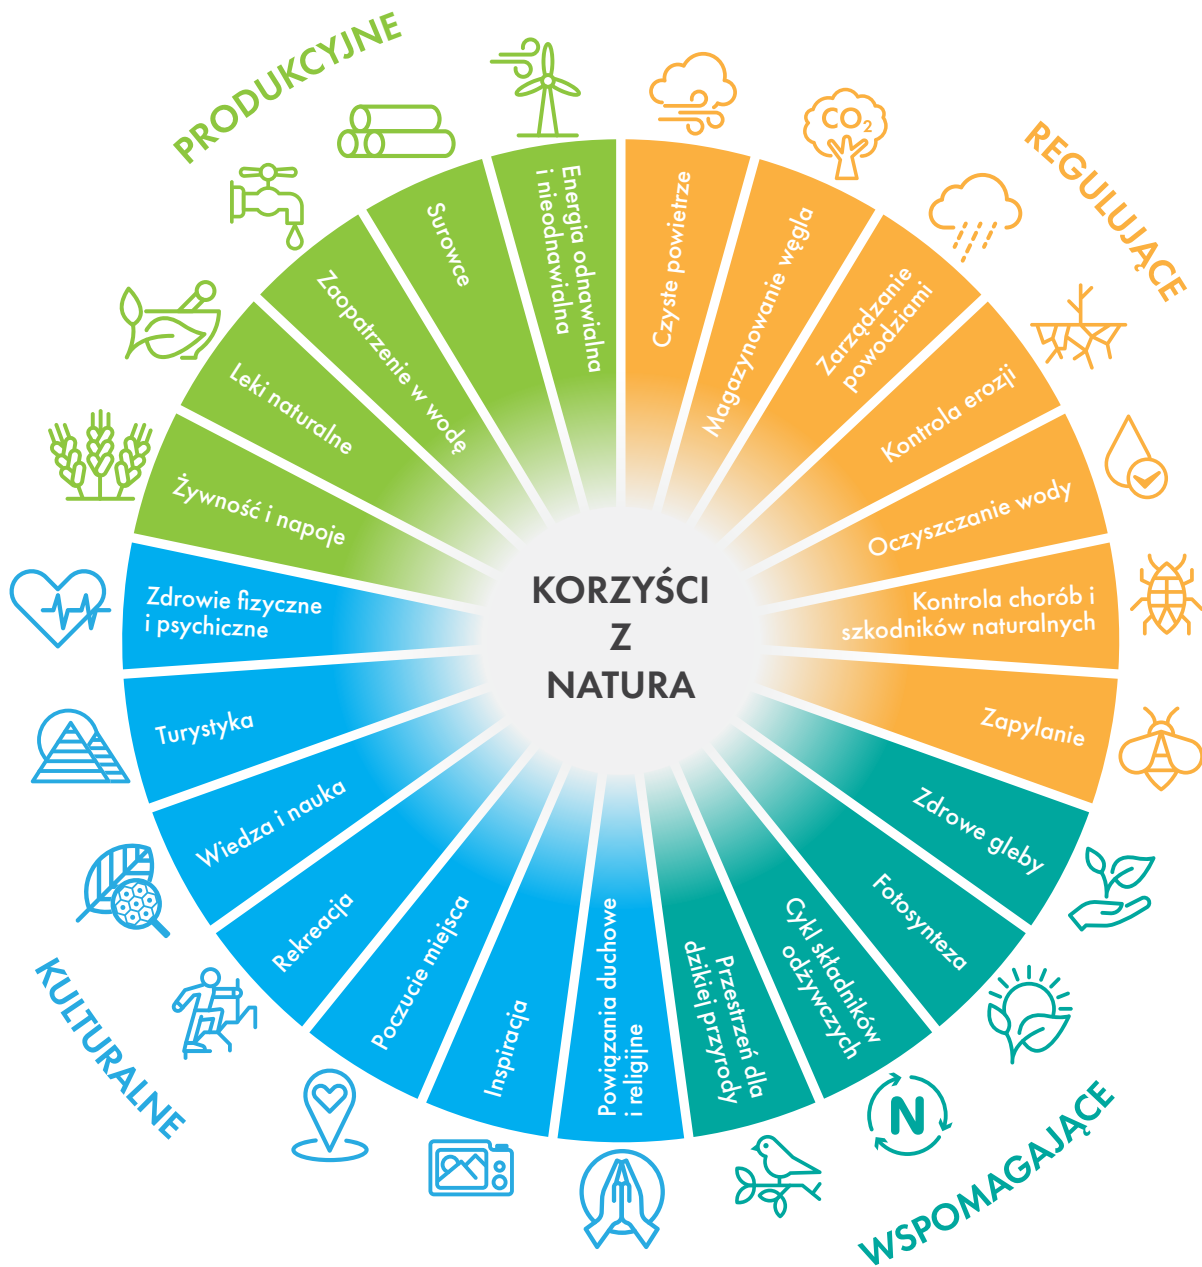 PRODUKCYJNE
REGULUJĄCE
KULTURALNE
WSPOMAGAJĄCE
KORZYŚCI
Z
NATURA
CO2
Czyste powietrze
Magazynowanie węgla
Zarządzanie
powodziami
Kontrola erozji
Oczyszczanie wody
Kontrola chorób i
szkodników naturalnych
Zapylanie
Zdrowe gleby
Fotosynteza
Cykl składników
odżywczych
N
Przestrzeń dla
dzikiej przyrody
Powiązania duchowe
i religijne
Inspiracja
Poczucie miejsca
Rekreacja
Wiedza i nauka
Turystyka
Zdrowie fizyczne
i psychiczne
Żywność i napoje
Leki naturalne
Zaopatrzenie w wodę
Surowce
Energia odnawialna
i nieodnawialna